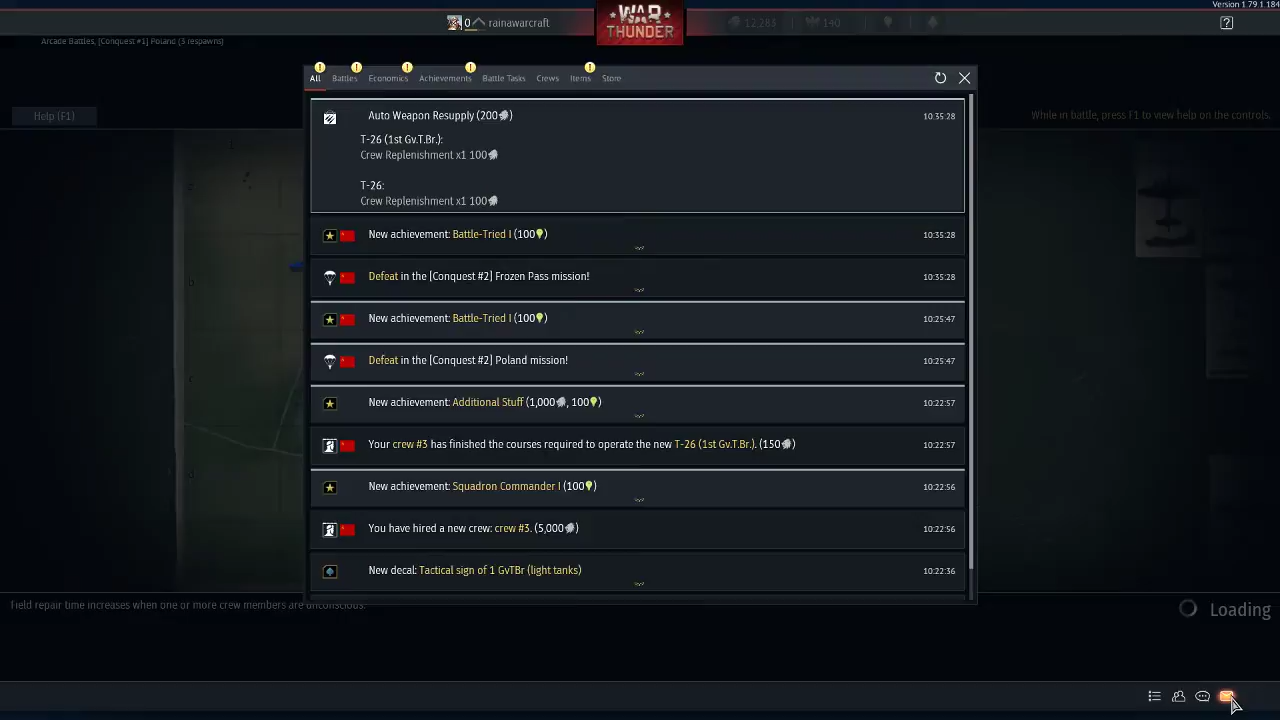 Version 1.79.1.184
0 rainawarcraft
WAR
THUNDER
12,283
140
Arcade Battles, [Conquest #1] Poland (3 respawns)
All
Battles
Economics
Achievements
Battle Tasks
Crews
Items
Store
Help (F1)
While in battle, press F1 to view help on the controls.
Auto Weapon Resupply (200)
10:35:28
T-26 (1st Gv.T.Br.):
Crew Replenishment x1 100
T-26:
Crew Replenishment x1 100
New achievement: Battle-Tried I (100)
10:35:28
Defeat in the [Conquest #2] Frozen Pass mission!
10:35:28
New achievement: Battle-Tried I (100)
10:25:47
Defeat in the [Conquest #2] Poland mission!
10:25:47
New achievement: Additional Stuff (1,000, 100)
10:22:57
Your crew #3 has finished the courses required to operate the new T-26 (1st Gv.T.Br.). (150)
10:22:57
New achievement: Squadron Commander I (100)
10:22:56
You have hired a new crew: crew #3. (5,000)
10:22:56
New decal: Tactical sign of 1 GvTBr (light tanks)
10:22:36
Field repair time increases when one or more crew members are unconscious.
Loading